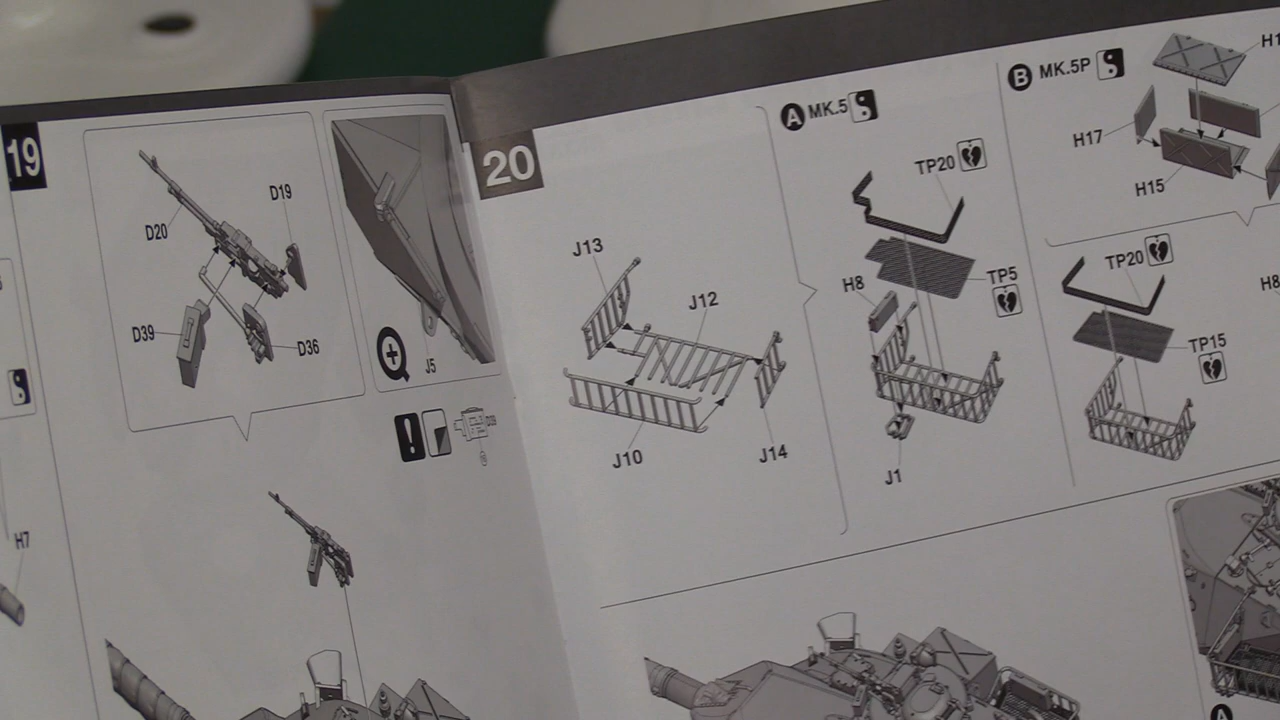 19
D19
D20
D39
D36
J5
H7
20
J13
J12
J10
J14
A MK.5
TP20
H8
TP5
J1
B MK.5P
H17
H15
TP20
TP15
H8
A